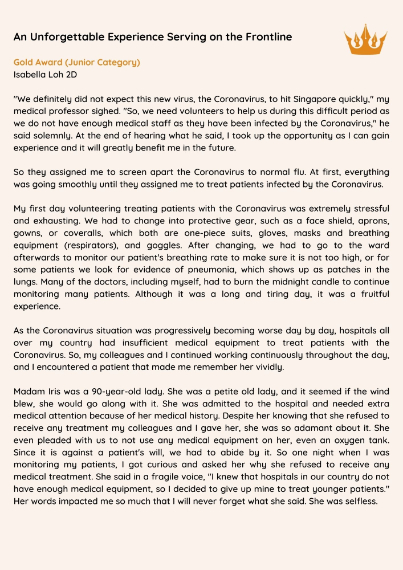 An Unforgettable Experience Serving on the Frontline
Gold Award (Junior Category)
Isabella Loh 2D
"We definitely did not expect this new virus, the Coronavirus, to hit Singapore quickly," my
medical professor sighed. "So, we need volunteers to help us during this difficult period as
we do not have enough medical staff as they have been infected by the Coronavirus," he
said solemnly. At the end of hearing what he said, I took up the opportunity as I can gain
experience and it will greatly benefit me in the future.
So they assigned me to screen apart the Coronavirus to normal flu. At first, everything
was going smoothly until they assigned me to treat patients infected by the Coronavirus.
My first day volunteering treating patients with the Coronavirus was extremely stressful
and exhausting. We had to change into protective gear, such as a face shield, aprons,
gowns, or coveralls, which both are one-piece suits, gloves, masks and breathing
equipment (respirators), and goggles. After changing, we had to go to the ward
afterwards to monitor our patient's breathing rate to make sure it is not too high, or for
some patients we look for evidence of pneumonia, which shows up as patches in the
lungs. Many of the doctors, including myself, had to burn the midnight candle to continue
monitoring many patients. Although it was a long and tiring day, it was a fruitful
experience.
As the Coronavirus situation was progressively becoming worse day by day, hospitals all
over my country had insufficient medical equipment to treat patients with the
Coronavirus. So, my colleagues and I continued working continuously throughout the day,
and I encountered a patient that made me remember her vividly.
Madam Iris was a 90-year-old lady. She was a petite old lady, and it seemed if the wind
blew, she would go along with it. She was admitted to the hospital and needed extra
medical attention because of her medical history. Despite her knowing that she refused to
receive any treatment my colleagues and I gave her, she was so adamant about it. She
even pleaded with us to not use any medical equipment on her, even an oxygen tank.
Since it is against a patient's will, we had to abide by it. So one night when I was
monitoring my patients, I got curious and asked her why she refused to receive any
medical treatment. She said in a fragile voice, "I knew that hospitals in our country do not
have enough medical equipment, so I decided to give up mine to treat younger patients."
Her words impacted me so much that I will never forget what she said. She was selfless.